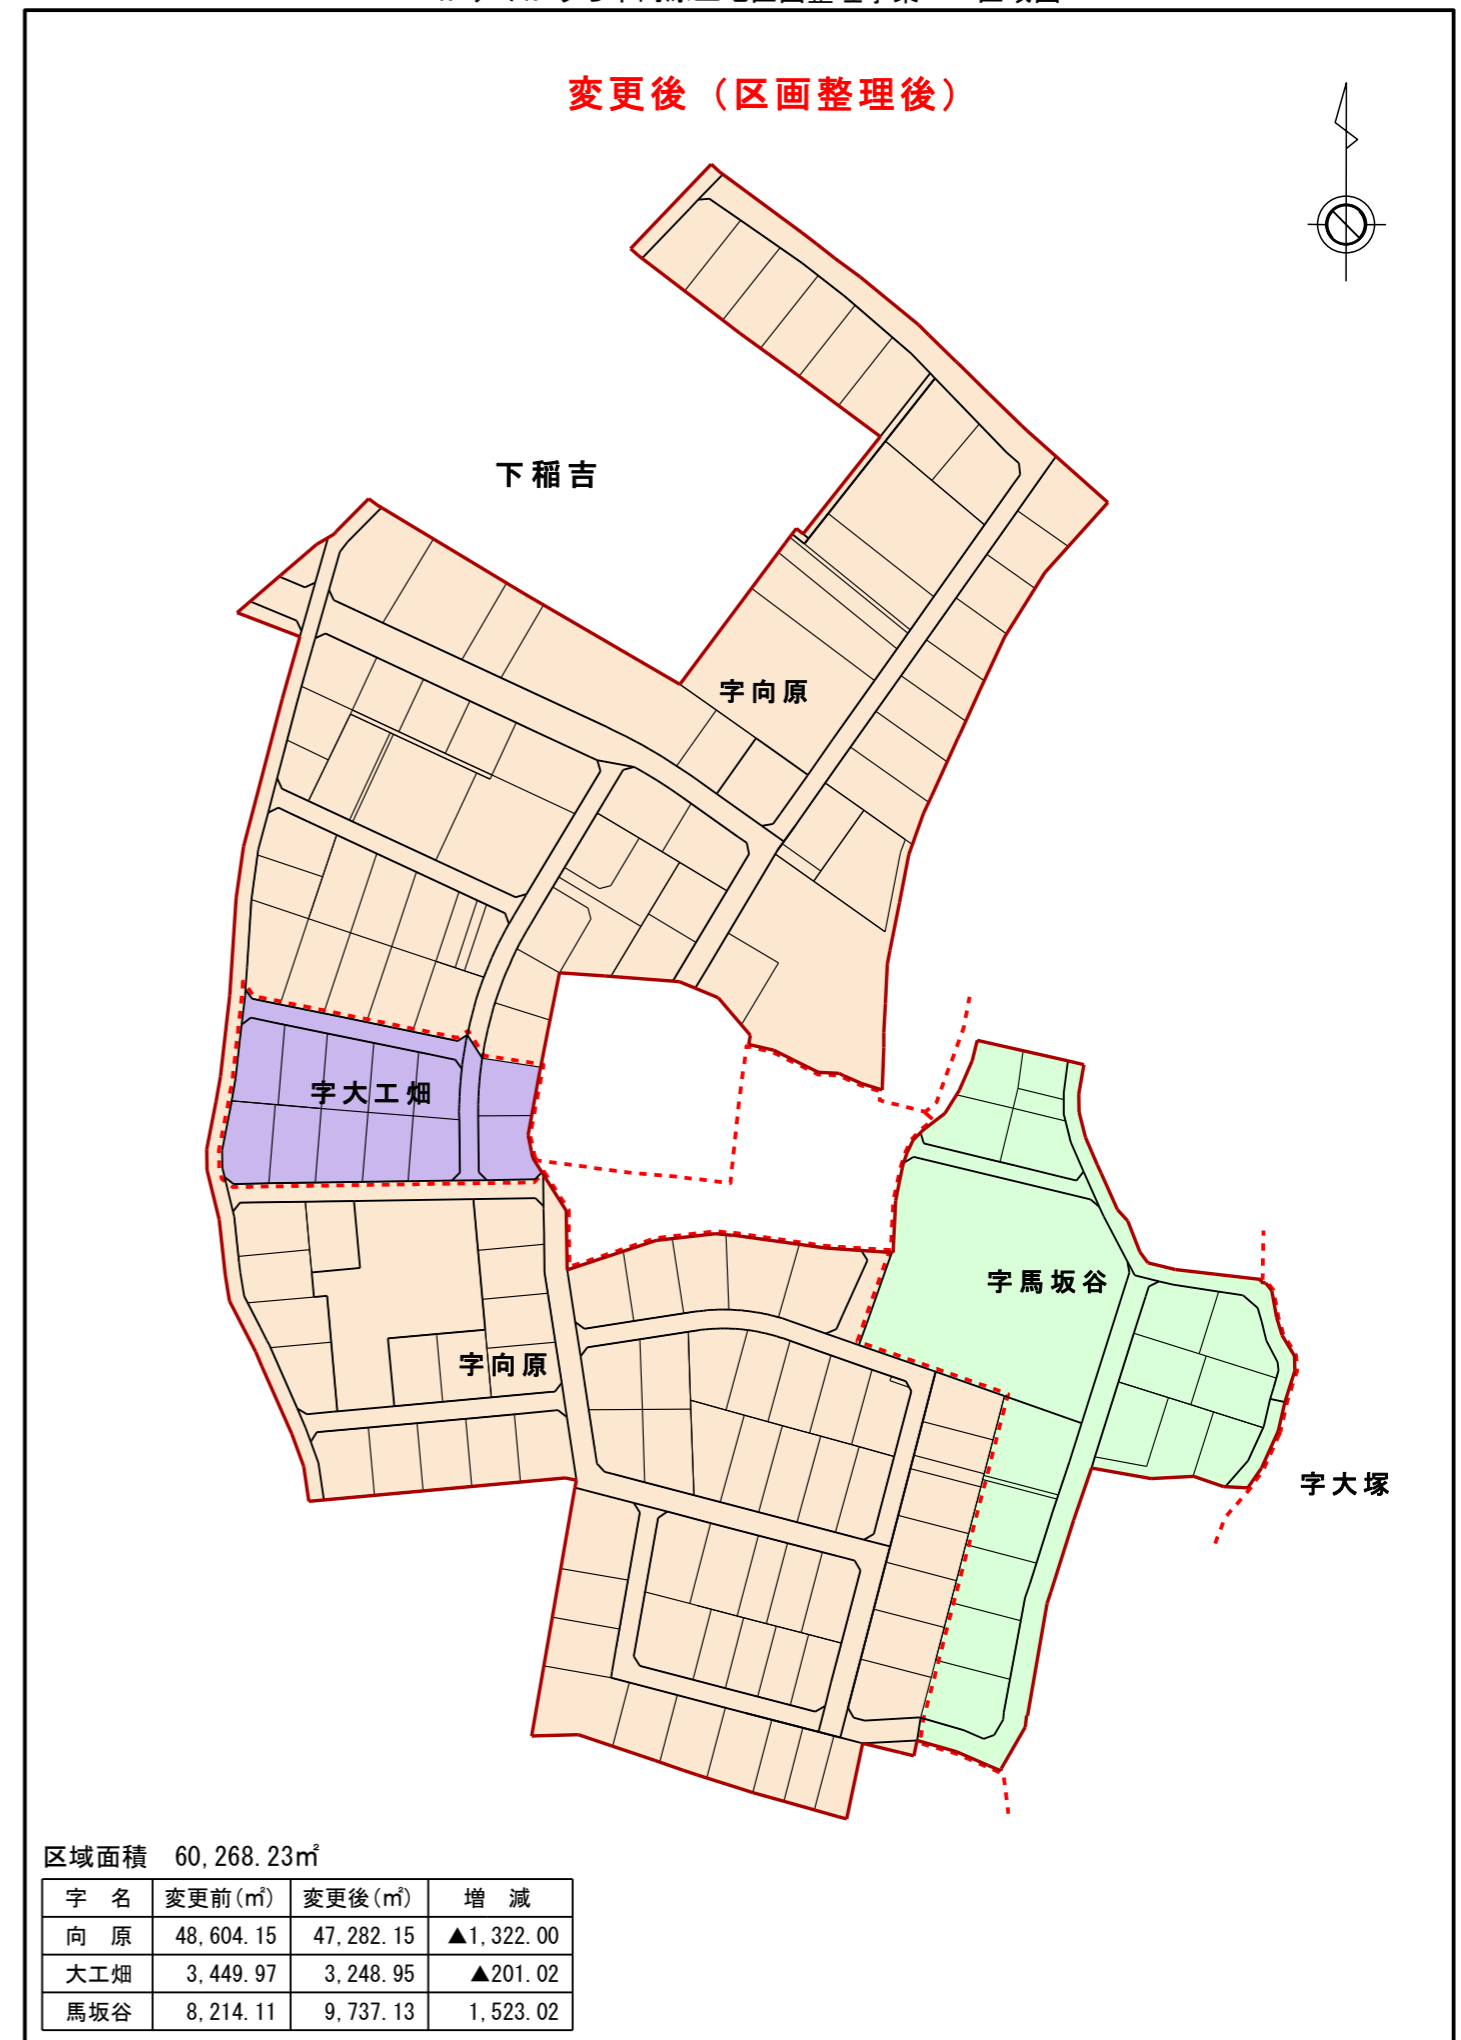 変更後（区画整理後）
下稲吉
字向原
字大工畑
字馬坂谷
字向原
字大塚
区域面積 60,268.23㎡
字 名 変更前(㎡) 変更後(㎡) 増 減
向 原 48,604.15 47,282.15 ▲1,322.00
大工畑 3,449.97 3,248.95 ▲201.02
馬坂谷 8,214.11 9,737.13 1,523.02